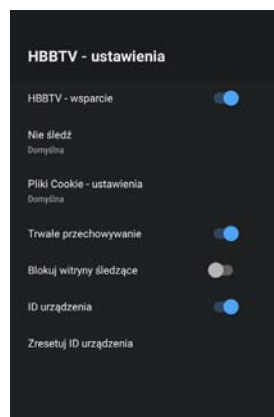 HBBTV - ustawienia
HBBTV - wsparcie
Nie śledź
Domyślna
Pliki Cookie - ustawienia
Domyślna
Trwałe przechowywanie
Blokuj witryny śledzące
ID urządzenia
Zresetuj ID urządzenia